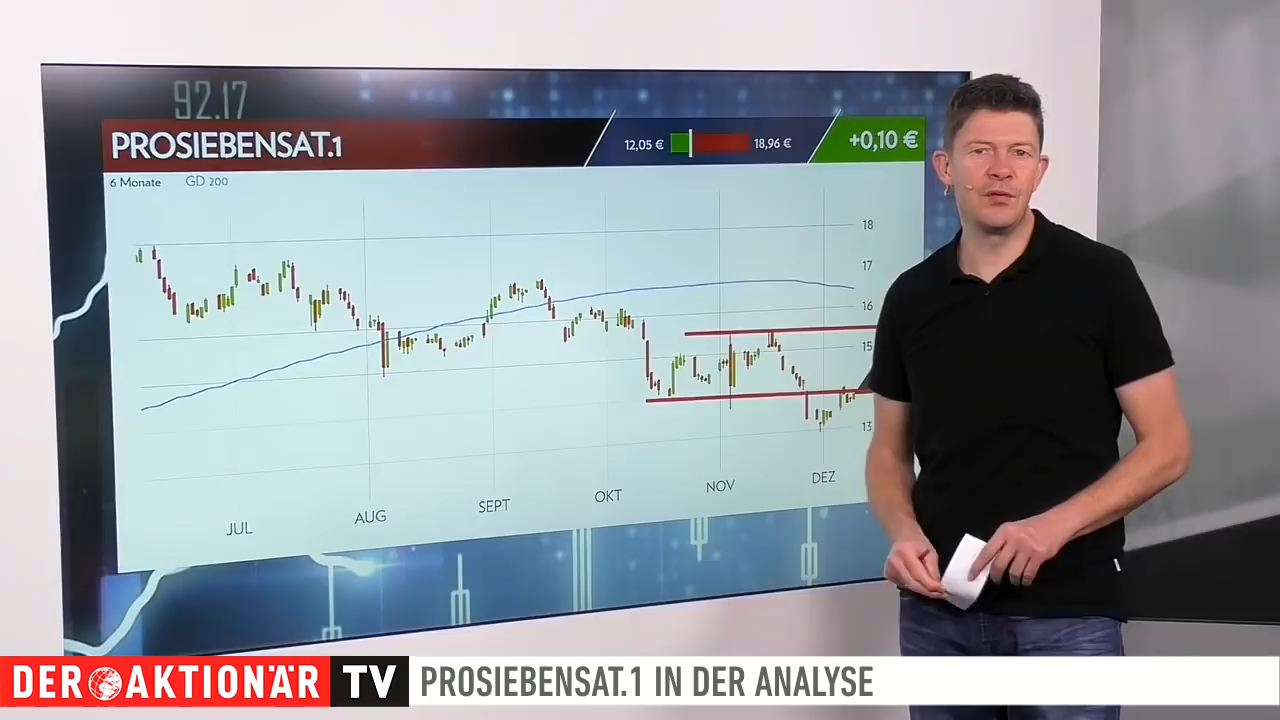 92.17
PROSIEBENSAT.1
12,05 €
18,96 €
+0,10 €
6 Monate
GD 200
18
17
16
15
13
JUL
AUG
SEPT
OKT
NOV
DEZ
DER AKTIONÄR TV
PROSIEBENSAT.1 IN DER ANALYSE